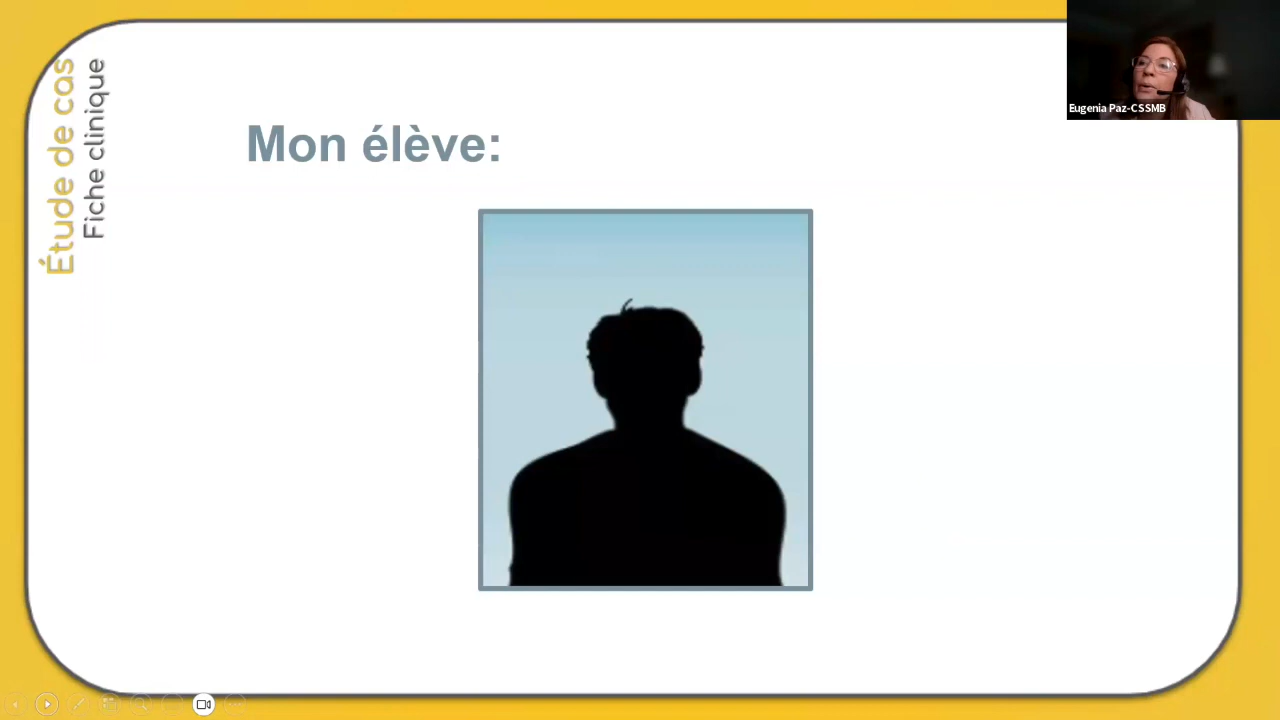 Étude de cas
Fiche clinique
Mon élève:
Eugenia Paz-CSSMB